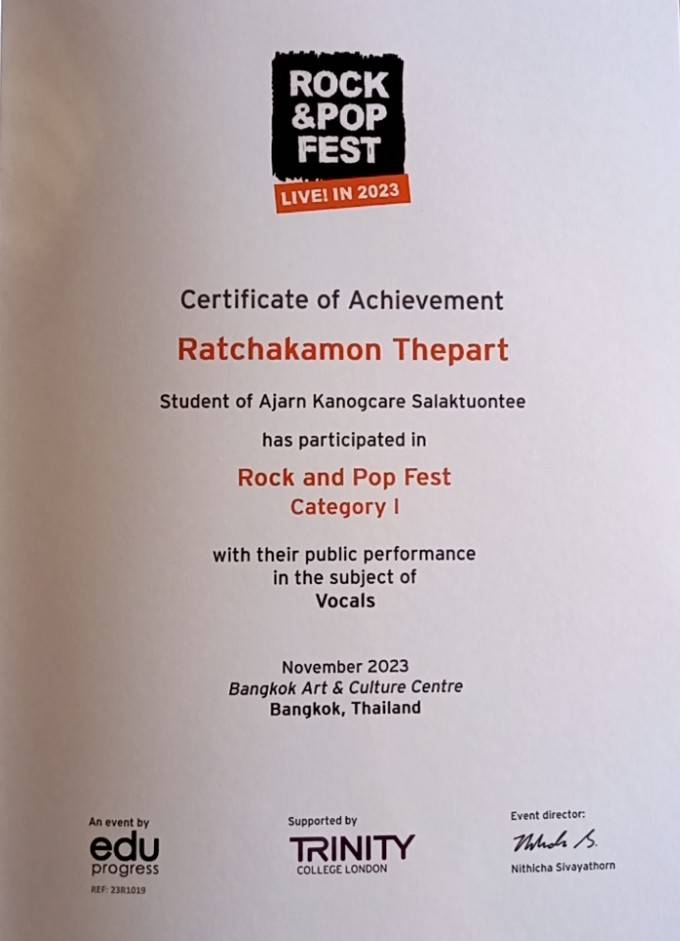 ROCK
&POP
FEST
LIVE! IN 2023
Certificate of Achievement
Ratchakamon Thepart
Student of Ajarn Kanogcare Salaktuontee
has participated in
Rock and Pop Fest
Category I
with their public performance
in the subject of
Vocals
November 2023
Bangkok Art & Culture Centre
Bangkok, Thailand
An event by
edu
progress
REF: 23R1019
Supported by
TRINITY
COLLEGE LONDON
Event director:
Nithicha Sivayathorn